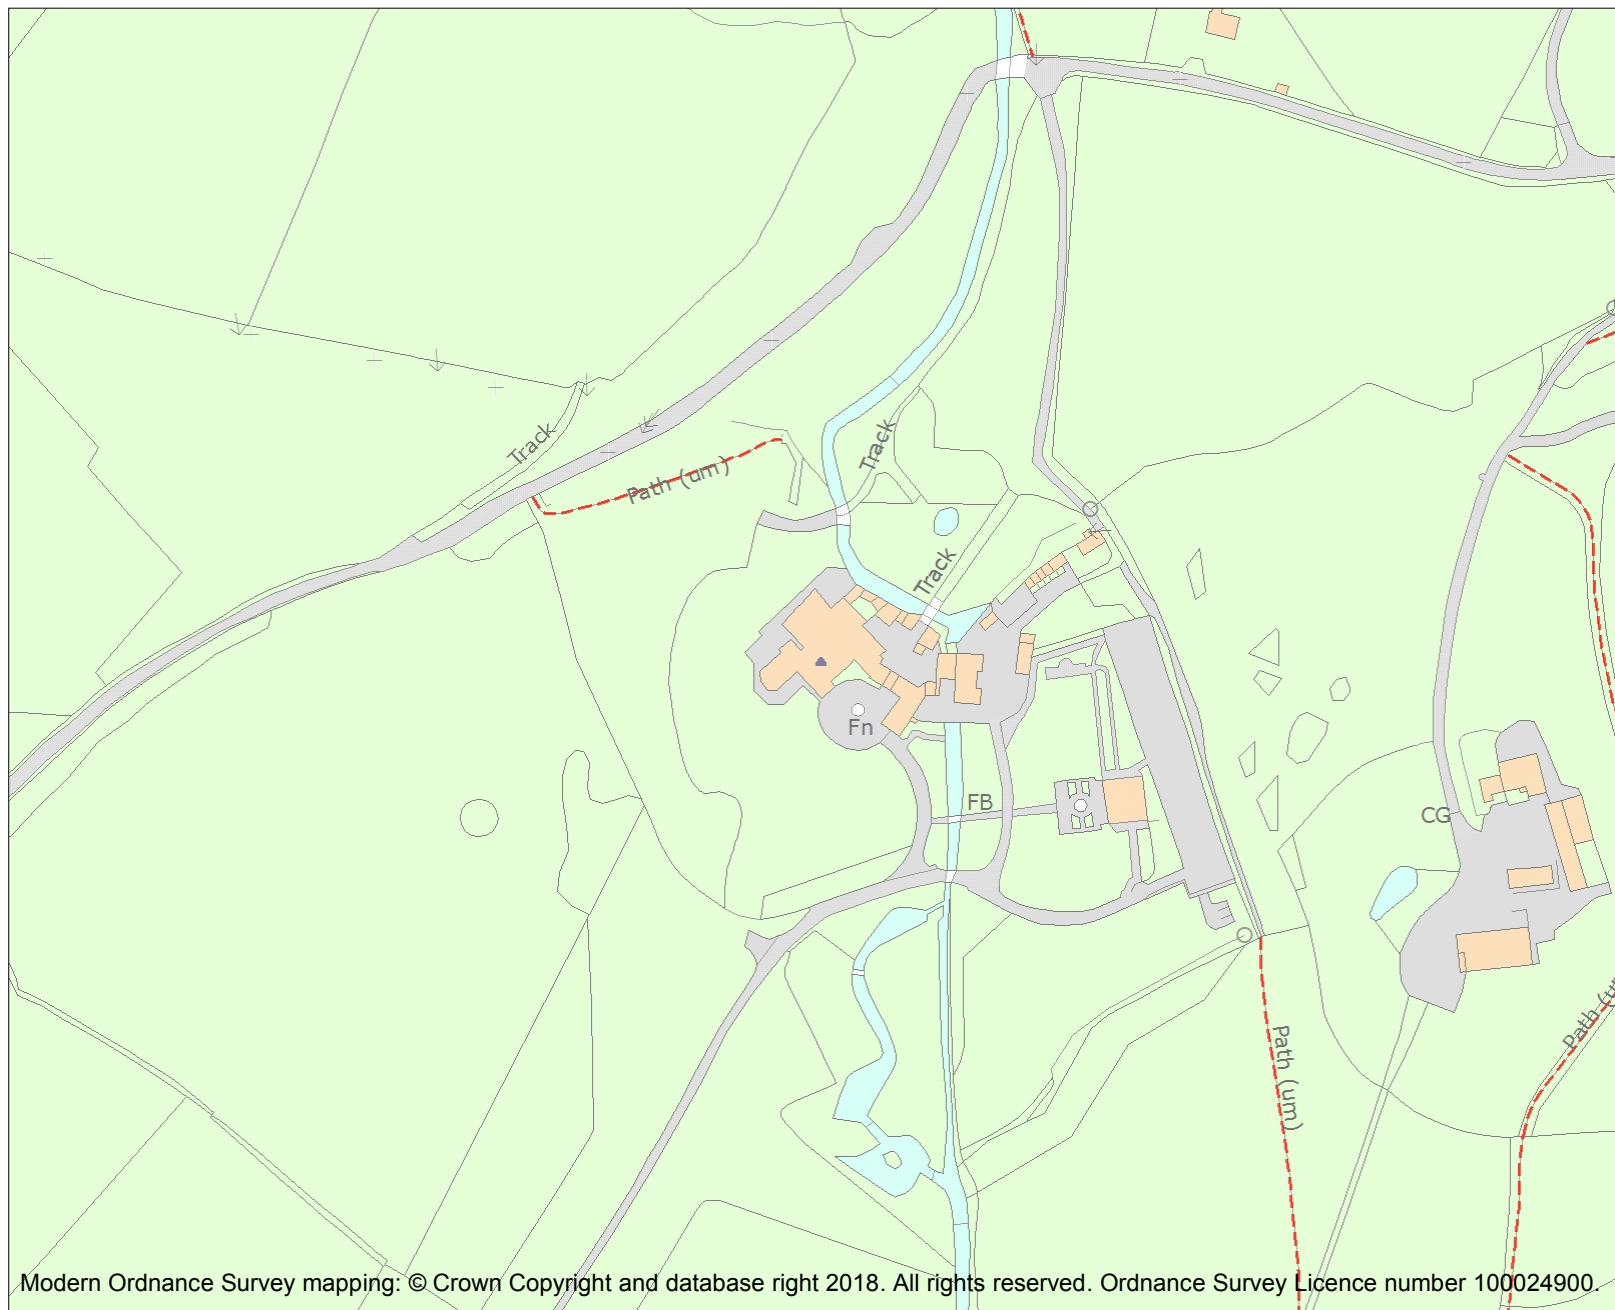 Track
Path (um)
Track
Track
Fn
FB
CG
Path (um)
Modern Ordnance Survey mapping: © Crown Copyright and database right 2018. All rights reserved. Ordnance Survey Licence number 100024900.